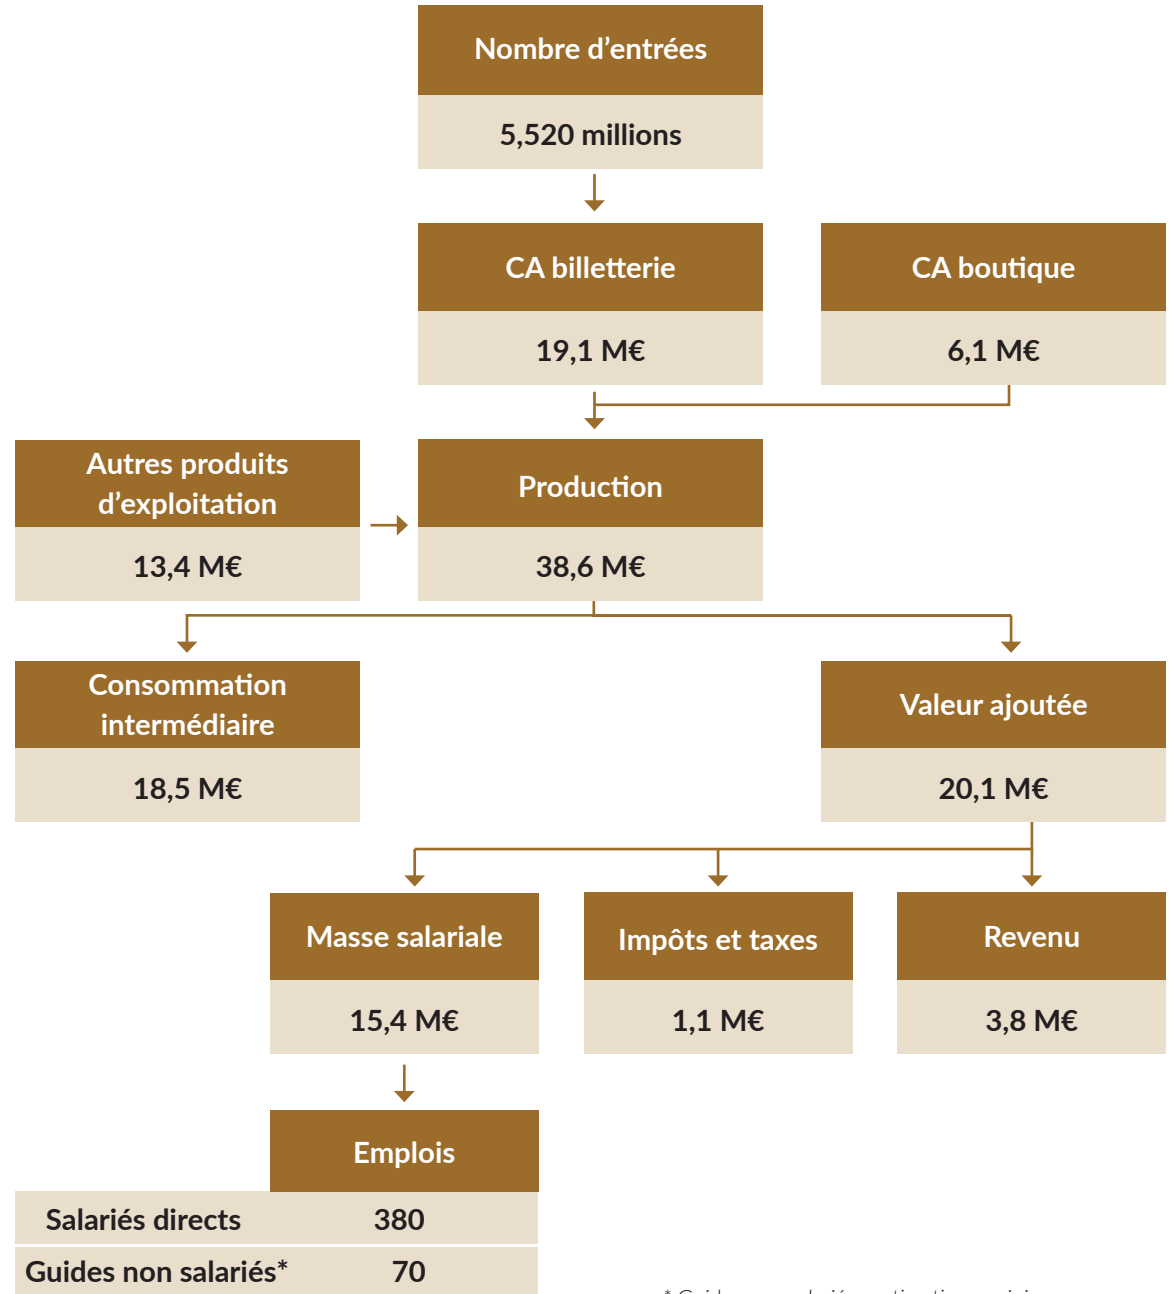 Nombre d’entrées
5,520 millions
CA billetterie
CA boutique
19,1 M€
6,1 M€
Autres produits
d’exploitation
Production
13,4 M€
38,6 M€
Consommation
intermédiaire
Valeur ajoutée
18,5 M€
20,1 M€
Masse salariale
Impôts et taxes
Revenu
15,4 M€
1,1 M€
3,8 M€
Emplois
Salariés directs 380
Guides non salariés* 70